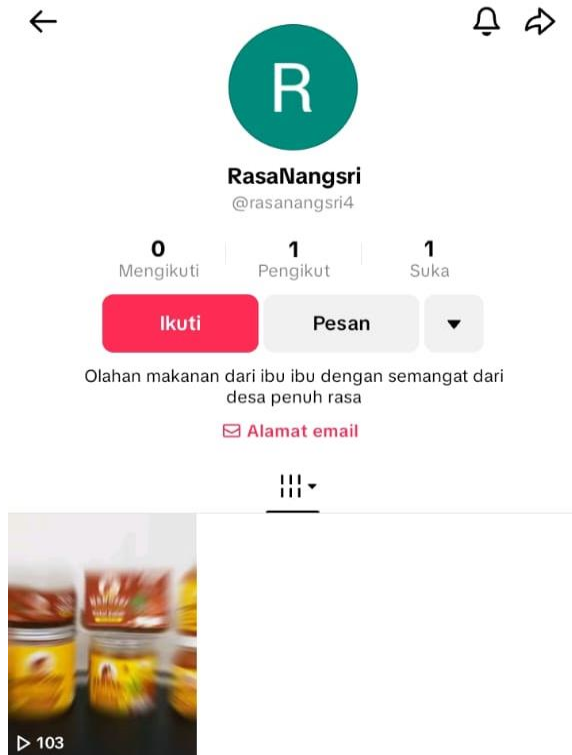 R
RasaNangsri
@rasanangsri4
0
Mengikuti
1
Pengikut
1
Suka
Ikuti
Pesan
Olahan makanan dari ibu ibu dengan semangat dari
desa penuh rasa
Alamat email
103